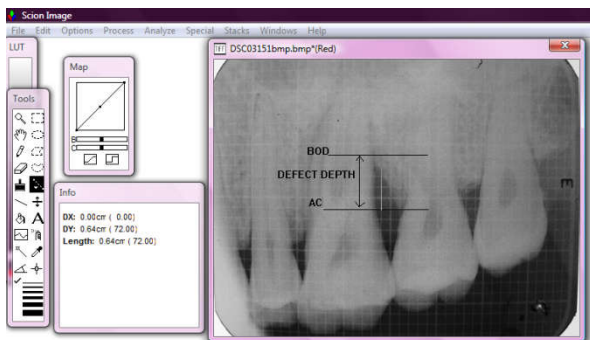 Scion Image
File Edit Options Process Analyze Special Stacks Windows Help
LUT
Map
B
C
Tools
A
Info
DX: 0.00cm ( 0.00)
DY: 0.64cm ( 72.00)
Length: 0.64cm ( 72.00)
DSC03151bmp.bmp*(Red)
BOD
DEFECT DEPTH
AC
E